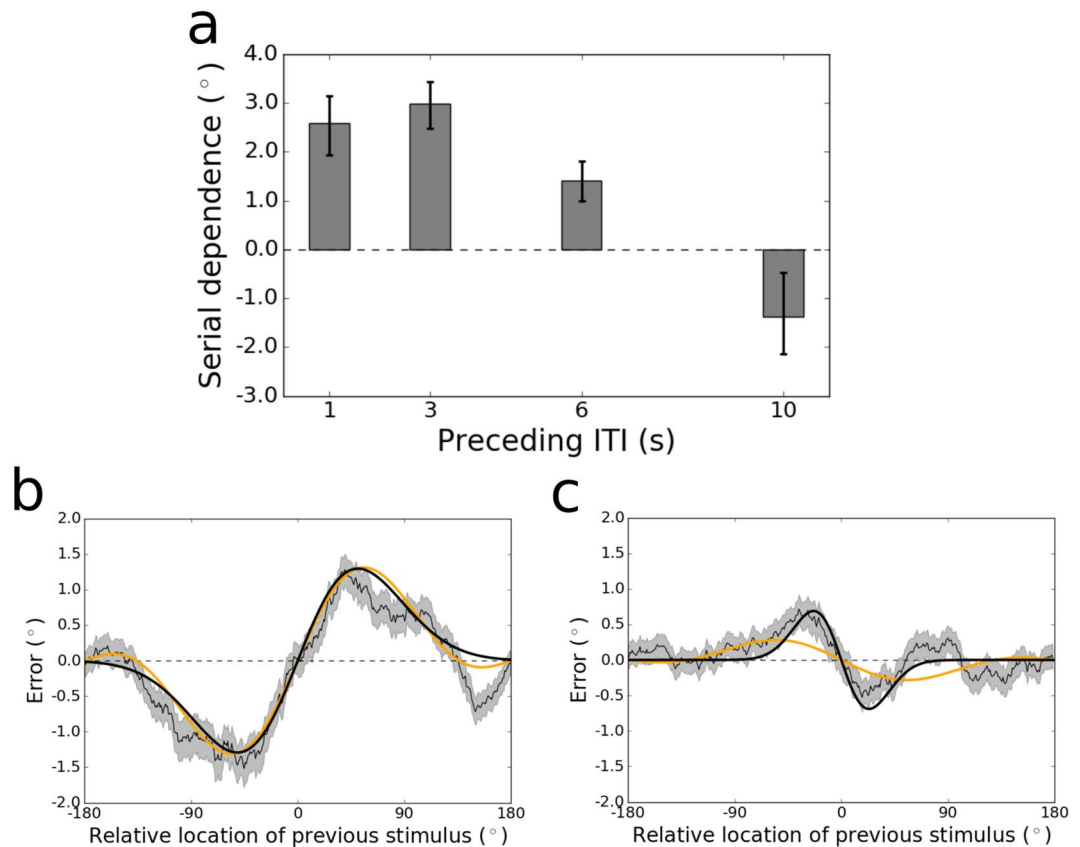 a
4.0
3.0
2.0
1.0
0.0
-1.0
-2.0
-3.0
Serial dependence (°)
1 3 6 10
Preceding ITI (s)
b
2.0
1.5
1.0
0.5
0.0
-0.5
-1.0
-1.5
-2.0
Error (°)
-180 -90 0 90 180
Relative location of previous stimulus (°)
c
2.0
1.5
1.0
0.5
0.0
-0.5
-1.0
-1.5
-2.0
Error (°)
-180 -90 0 90 180
Relative location of previous stimulus (°)